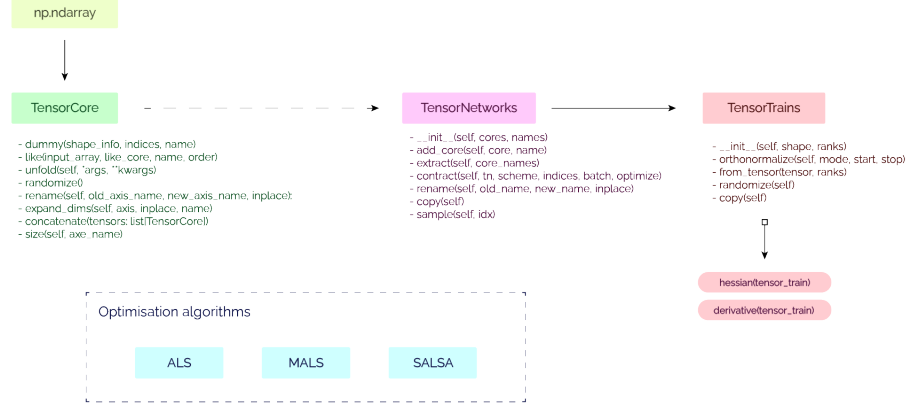 np.ndarray
TensorCore
- dummy(shape_info, indices, name)
- like(input_array, like_core, name, order)
- unfold(self, *args, **kwargs)
- randomize()
- rename(self, old_axis_name, new_axis_name, inplace):
- expand_dims(self, axis, inplace, name)
- concatenate(tensors: list[TensorCore])
- size(self, axe_name)
TensorNetworks
- __init__(self, cores, names)
- add_core(self, core, name)
- extract(self, core_names)
- contract(self, tn, scheme, indices, batch, optimize)
- rename(self, old_name, new_name, inplace)
- copy(self)
- sample(self, idx)
TensorTrains
- __init__(self, shape, ranks)
- orthonormalize(self, mode, start, stop)
- from_tensor(tensor, ranks)
- randomize(self)
- copy(self)
hessian(tensor_train)
derivative(tensor_train)
Optimisation algorithms
ALS
MALS
SALSA